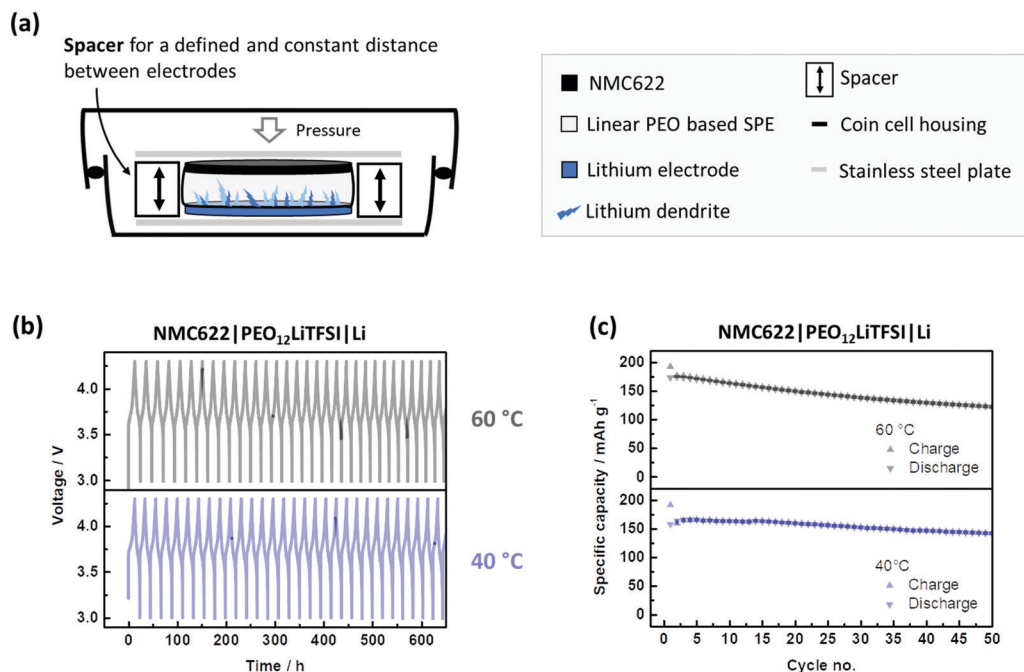 (a)
Spacer for a defined and constant distance
between electrodes
Pressure
NMC622
Spacer
Linear PEO based SPE
Coin cell housing
Lithium electrode
Stainless steel plate
Lithium dendrite
(b)
NMC622|PEO₁₂LiTFSI|Li
4.0
3.5
3.0
60 °C
4.0
3.5
3.0
40 °C
Voltage / V
0 100 200 300 400 500 600
Time / h
(c)
NMC622|PEO₁₂LiTFSI|Li
200
150
100
50
0
60 °C
Charge
Discharge
200
150
100
50
0
40°C
Charge
Discharge
Specific capacity / mAh g⁻¹
0 5 10 15 20 25 30 35 40 45 50
Cycle no.